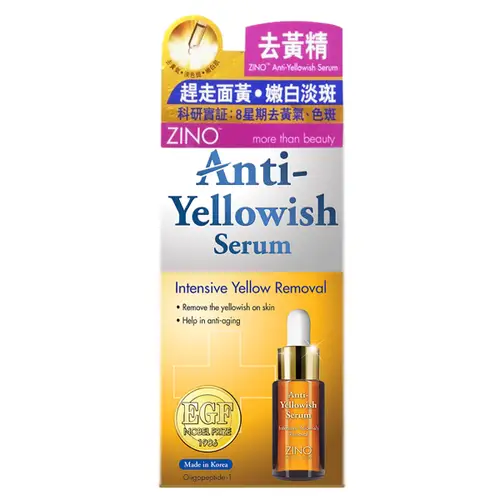 去黃精
ZINO™ Anti-Yellowish Serum
趕走面黃•嫩白淡斑
科研實証：8星期去黃氣、色斑
ZINO™
more than beauty
Anti-
Yellowish
Serum
Intensive Yellow Removal
• Remove the yellowish on skin
• Help in anti-aging
Anti-
Yellowish
Serum
ZINO
EGF
NOBEL PRIZE
1986
Made in Korea
Oligopeptide-1